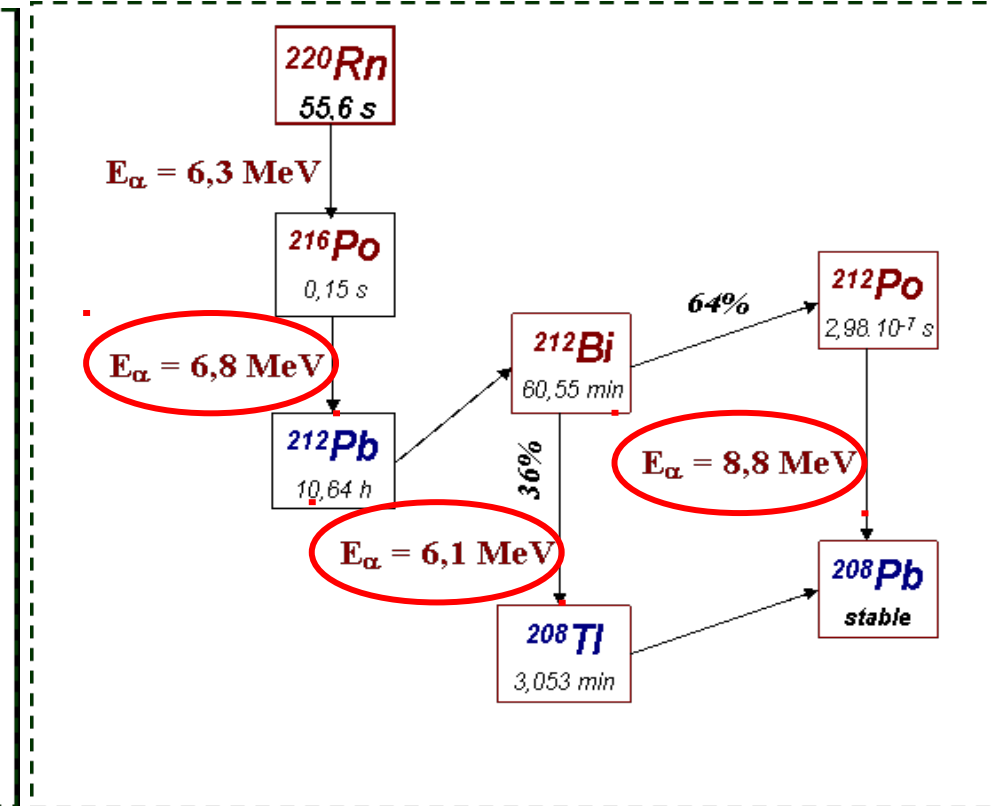 ²²⁰Rn
55,6 s
Eα = 6,3 MeV
²¹⁶Po
0,15 s
Eα = 6,8 MeV
²¹²Pb
10,64 h
²¹²Bi
60,55 min
64%
²¹²Po
2,98.10⁻⁷ s
36%
Eα = 6,1 MeV
Eα = 8,8 MeV
²⁰⁸Tl
3,053 min
²⁰⁸Pb
stable